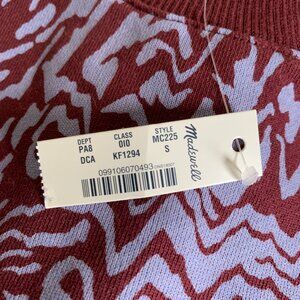 DEPT CLASS STYLE
PA8 010 MC225
DCA KF1294 S
Madewell
099106070493